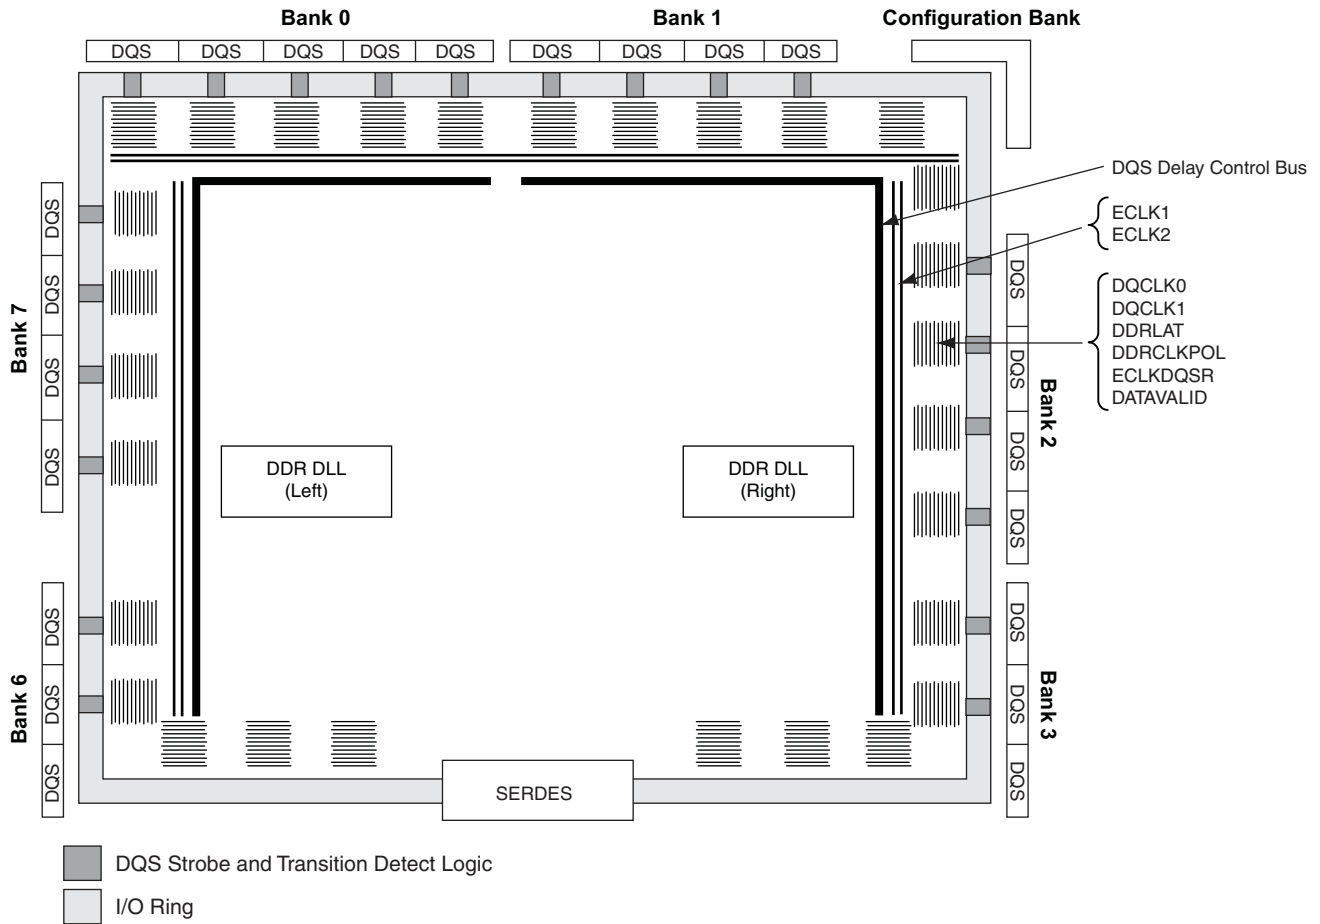 Bank 0
Bank 1
Configuration Bank
DQS DQS DQS DQS DQS
DQS DQS DQS DQS
DQS Delay Control Bus
ECLK1
ECLK2
DQCLK0
DQCLK1
DDRLAT
DDRCLKPOL
ECLKDQSR
DATAVALID
Bank 7
DQS
DQS
DQS
DQS
Bank 6
DQS
DQS
DQS
DDR DLL
(Left)
DDR DLL
(Right)
Bank 2
DQS
DQS
DQS
DQS
Bank 3
DQS
DQS
DQS
SERDES
DQS Strobe and Transition Detect Logic
I/O Ring